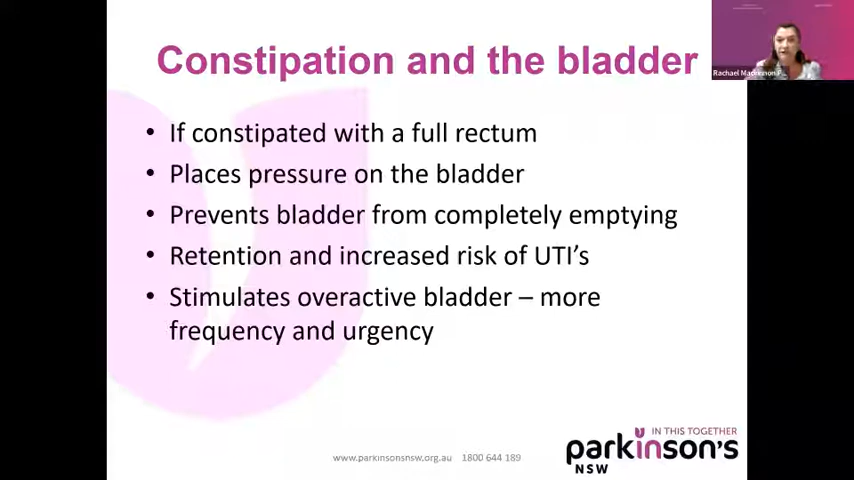 Constipation and the bladder
Rachael Mackinnon
• If constipated with a full rectum
• Places pressure on the bladder
• Prevents bladder from completely emptying
• Retention and increased risk of UTI’s
• Stimulates overactive bladder – more
frequency and urgency
www.parkinsonsnsw.org.au 1800 644 189
IN THIS TOGETHER
parkinson's
NSW